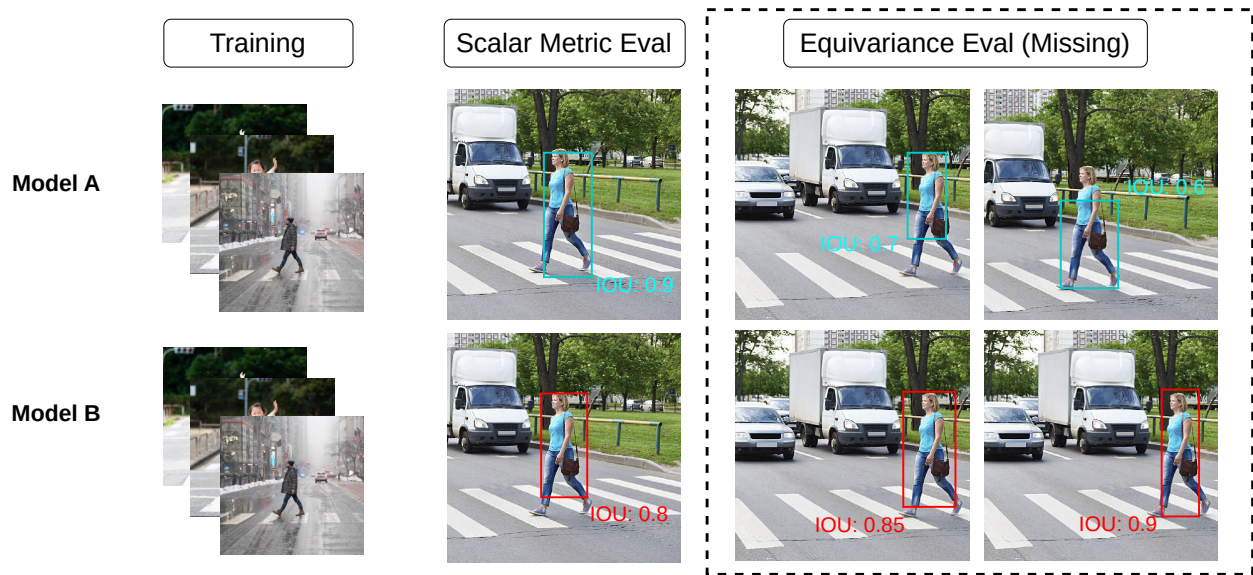 Training
Scalar Metric Eval
Equivariance Eval (Missing)
Model A
IOU: 0.9
IOU: 0.7
IOU: 0.6
Model B
IOU: 0.8
IOU: 0.85
IOU: 0.9